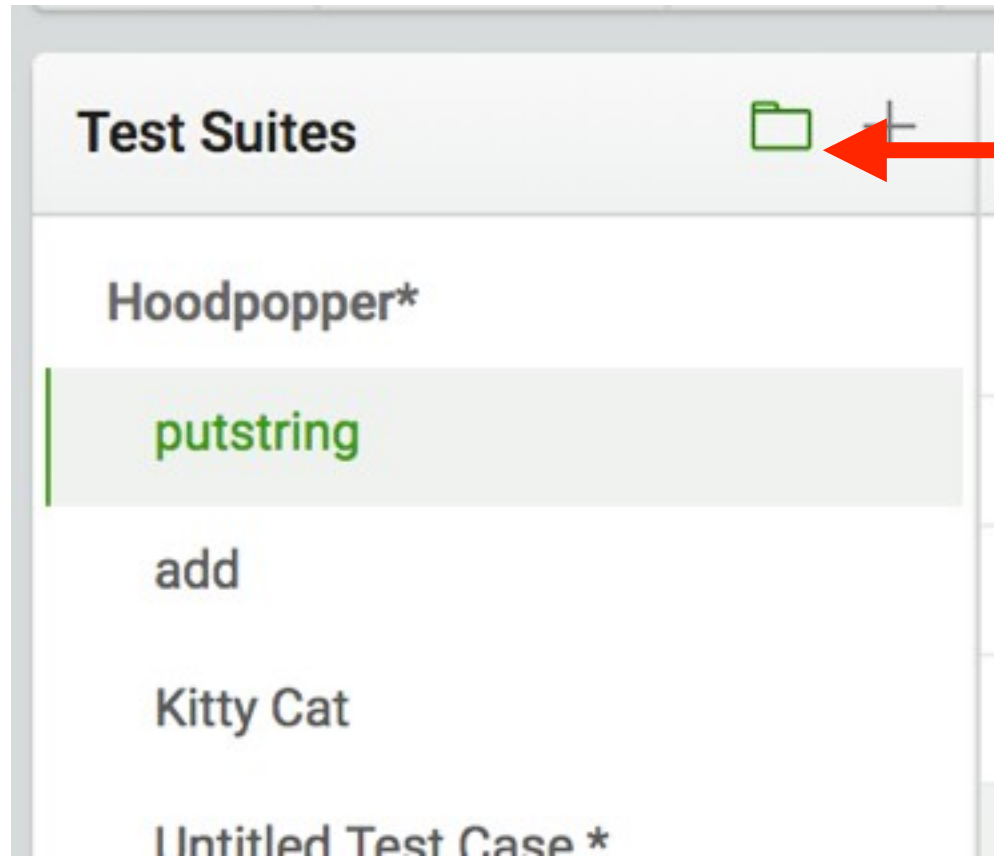 Test Suites
Hoodpopper*
putstring
add
Kitty Cat
Untitled Test Case *